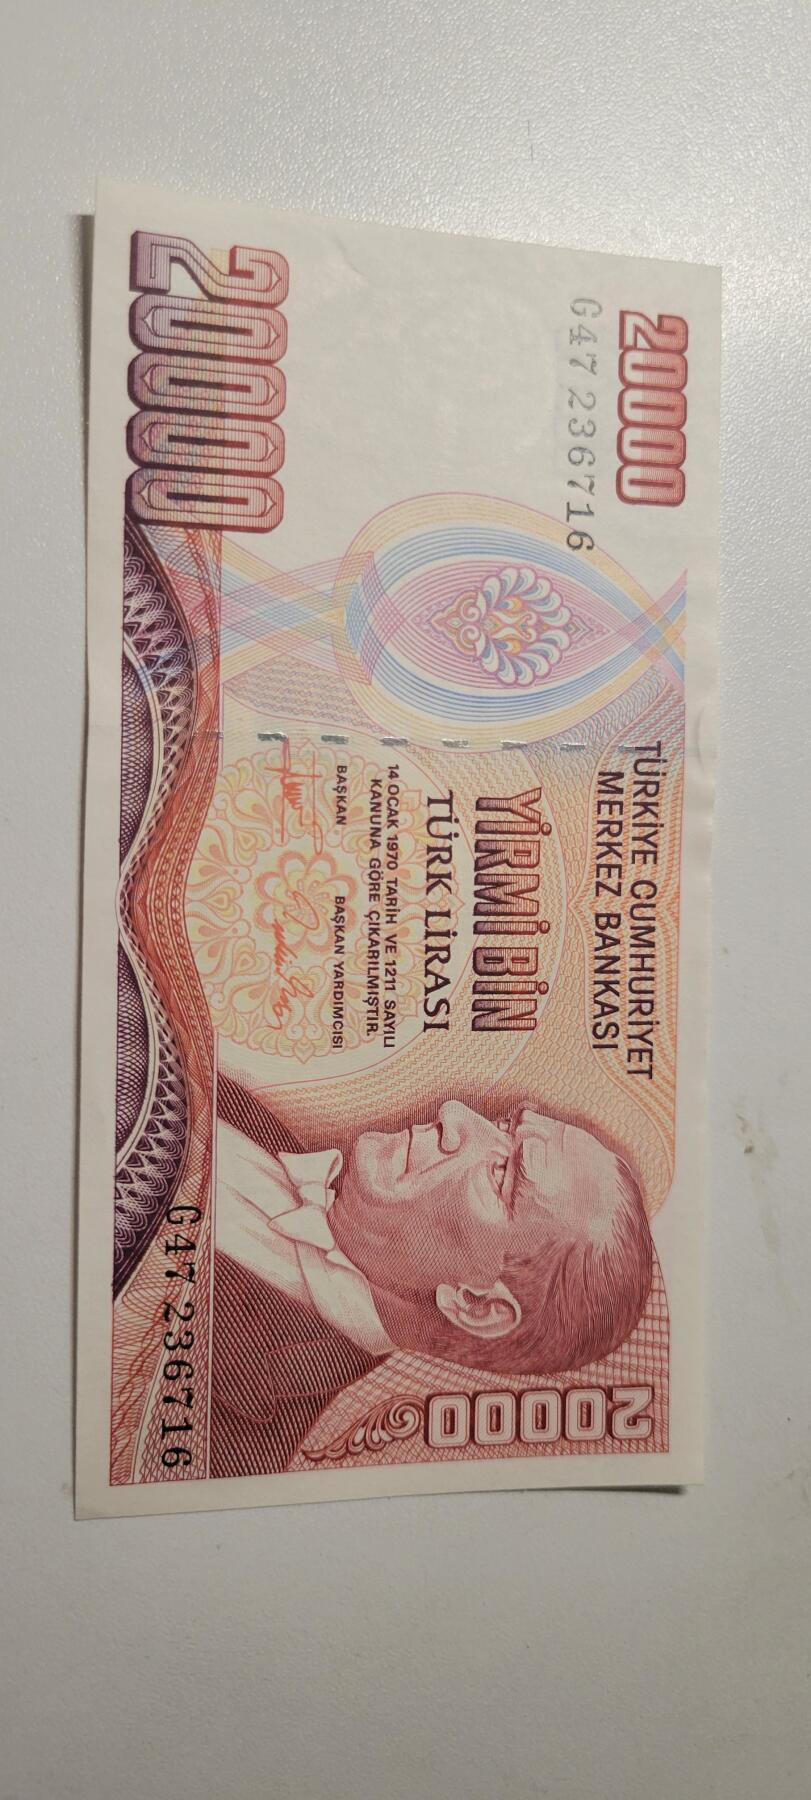 20000
G47 236716
TÜRKİYE CUMHURİYET
MERKEZ BANKASI
YİRMİ BİN
TÜRK LİRASI
14 OCAK 1970 TARİH VE 1211 SAYILI
KANUNA GÖRE ÇIKARILMIŞTIR.
BAŞKAN BAŞKAN YARDIMCISI
20000
20000
G47 236716